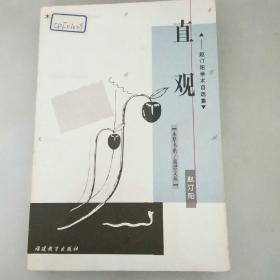 直观
▲——赵汀阳学术自选集▼
赵汀阳
福建教育出版社